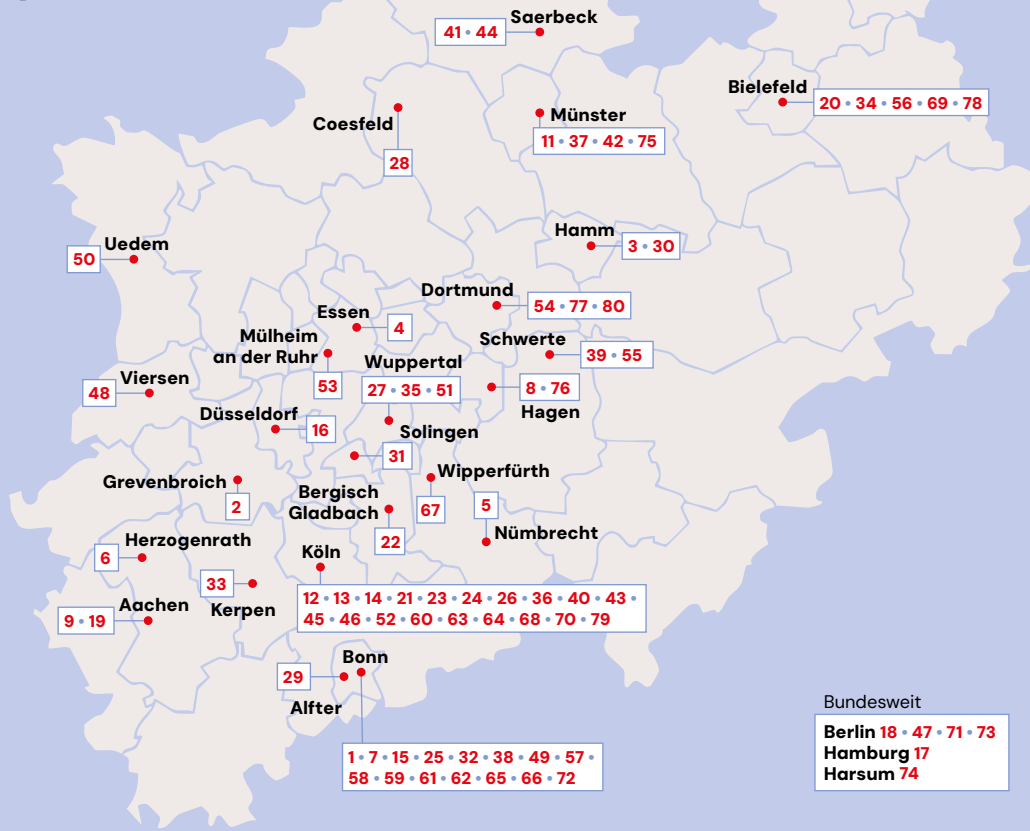 Saerbeck
41 • 44
Bielefeld
20 • 34 • 56 • 69 • 78
Coesfeld
28
Münster
11 • 37 • 42 • 75
Hamm
3 • 30
Uedem
50
Dortmund
54 • 77 • 80
Essen
4
Mülheim
an der Ruhr
53
Schwerte
39 • 55
Wuppertal
27 • 35 • 51
Viersen
48
8 • 76
Hagen
Düsseldorf
16
Solingen
31
Wipperfürth
67
Grevenbroich
2
Bergisch
Gladbach
22
5
Nümbrecht
Herzogenrath
6
Köln
12 • 13 • 14 • 21 • 23 • 24 • 26 • 36 • 40 • 43 •
45 • 46 • 52 • 60 • 63 • 64 • 68 • 70 • 79
33
Kerpen
Aachen
9 • 19
Bonn
29
Alfter
1 • 7 • 15 • 25 • 32 • 38 • 49 • 57 •
58 • 59 • 61 • 62 • 65 • 66 • 72
Bundesweit
Berlin 18 • 47 • 71 • 73
Hamburg 17
Harsum 74